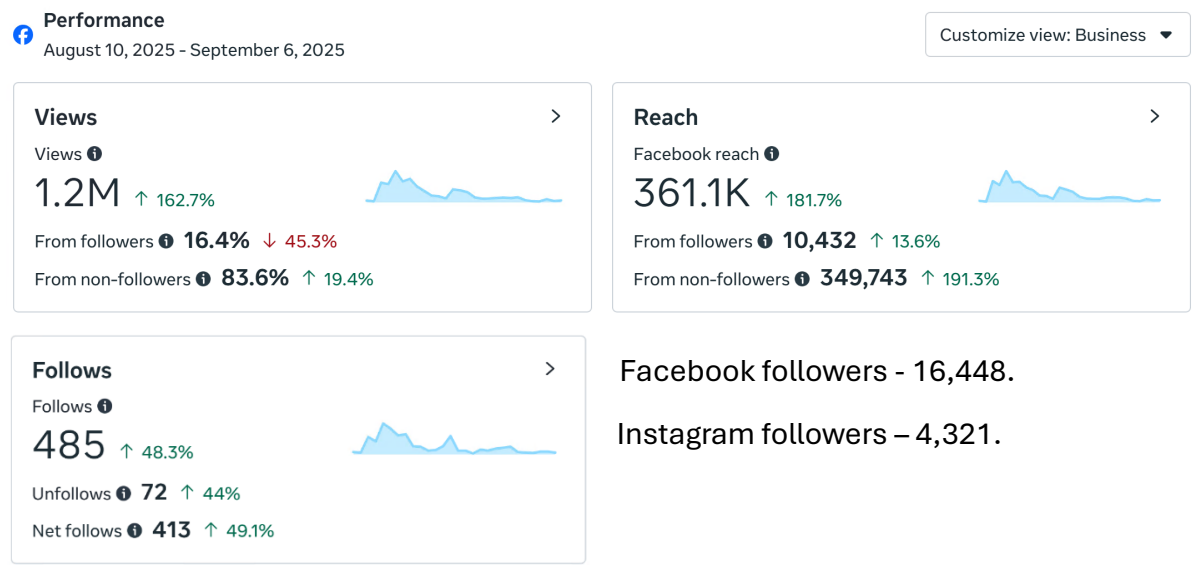 Performance
August 10, 2025 - September 6, 2025
Customize view: Business
Views
Views
1.2M ↑ 162.7%
From followers 16.4% ↓ 45.3%
From non-followers 83.6% ↑ 19.4%
Reach
Facebook reach
361.1K ↑ 181.7%
From followers 10,432 ↑ 13.6%
From non-followers 349,743 ↑ 191.3%
Follows
Follows
485 ↑ 48.3%
Unfollows 72 ↑ 44%
Net follows 413 ↑ 49.1%
Facebook followers - 16,448.
Instagram followers – 4,321.